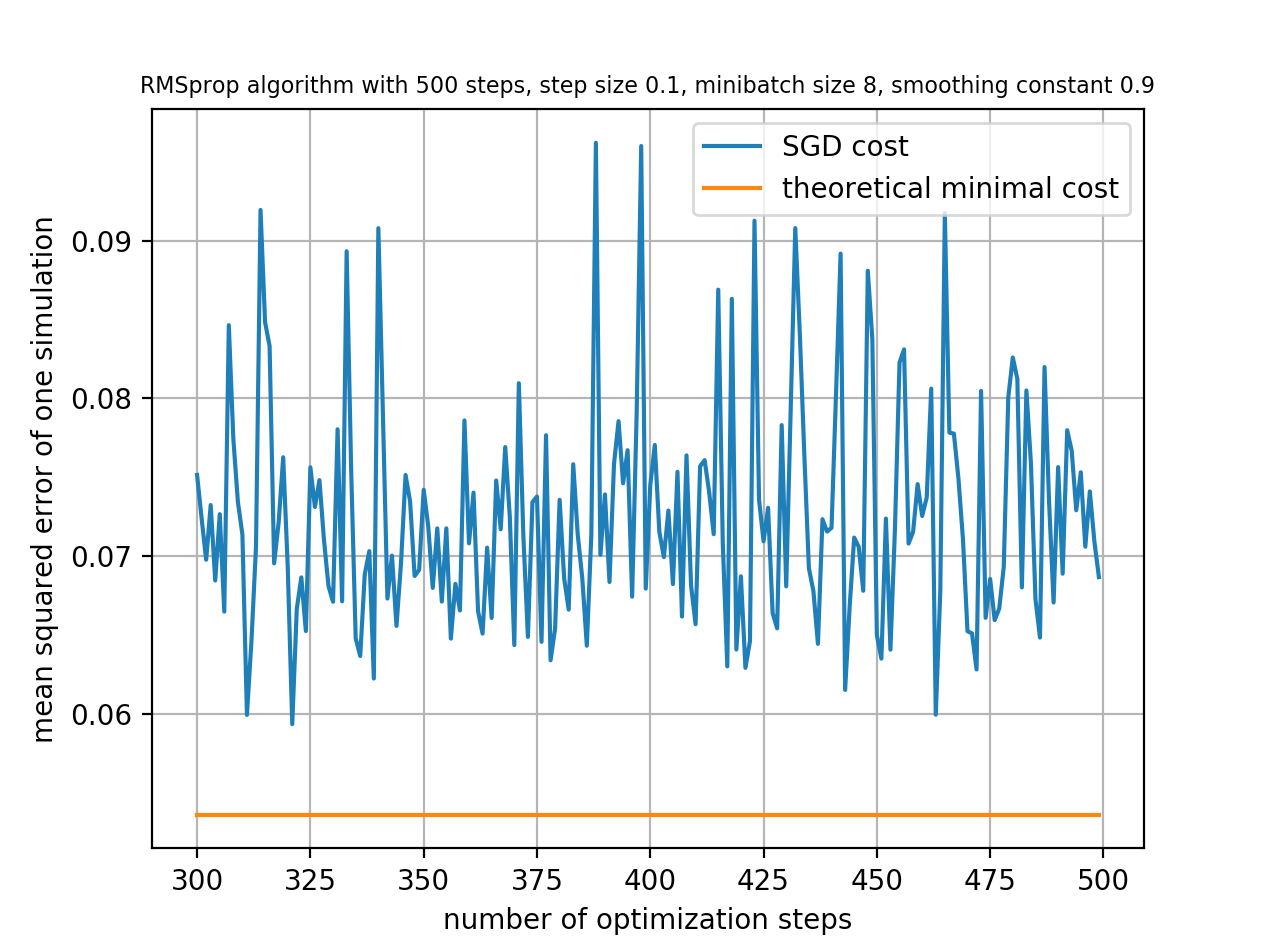 RMSprop algorithm with 500 steps, step size 0.1, minibatch size 8, smoothing constant 0.9
SGD cost
theoretical minimal cost
mean squared error of one simulation
0.09
0.08
0.07
0.06
300 325 350 375 400 425 450 475 500
number of optimization steps